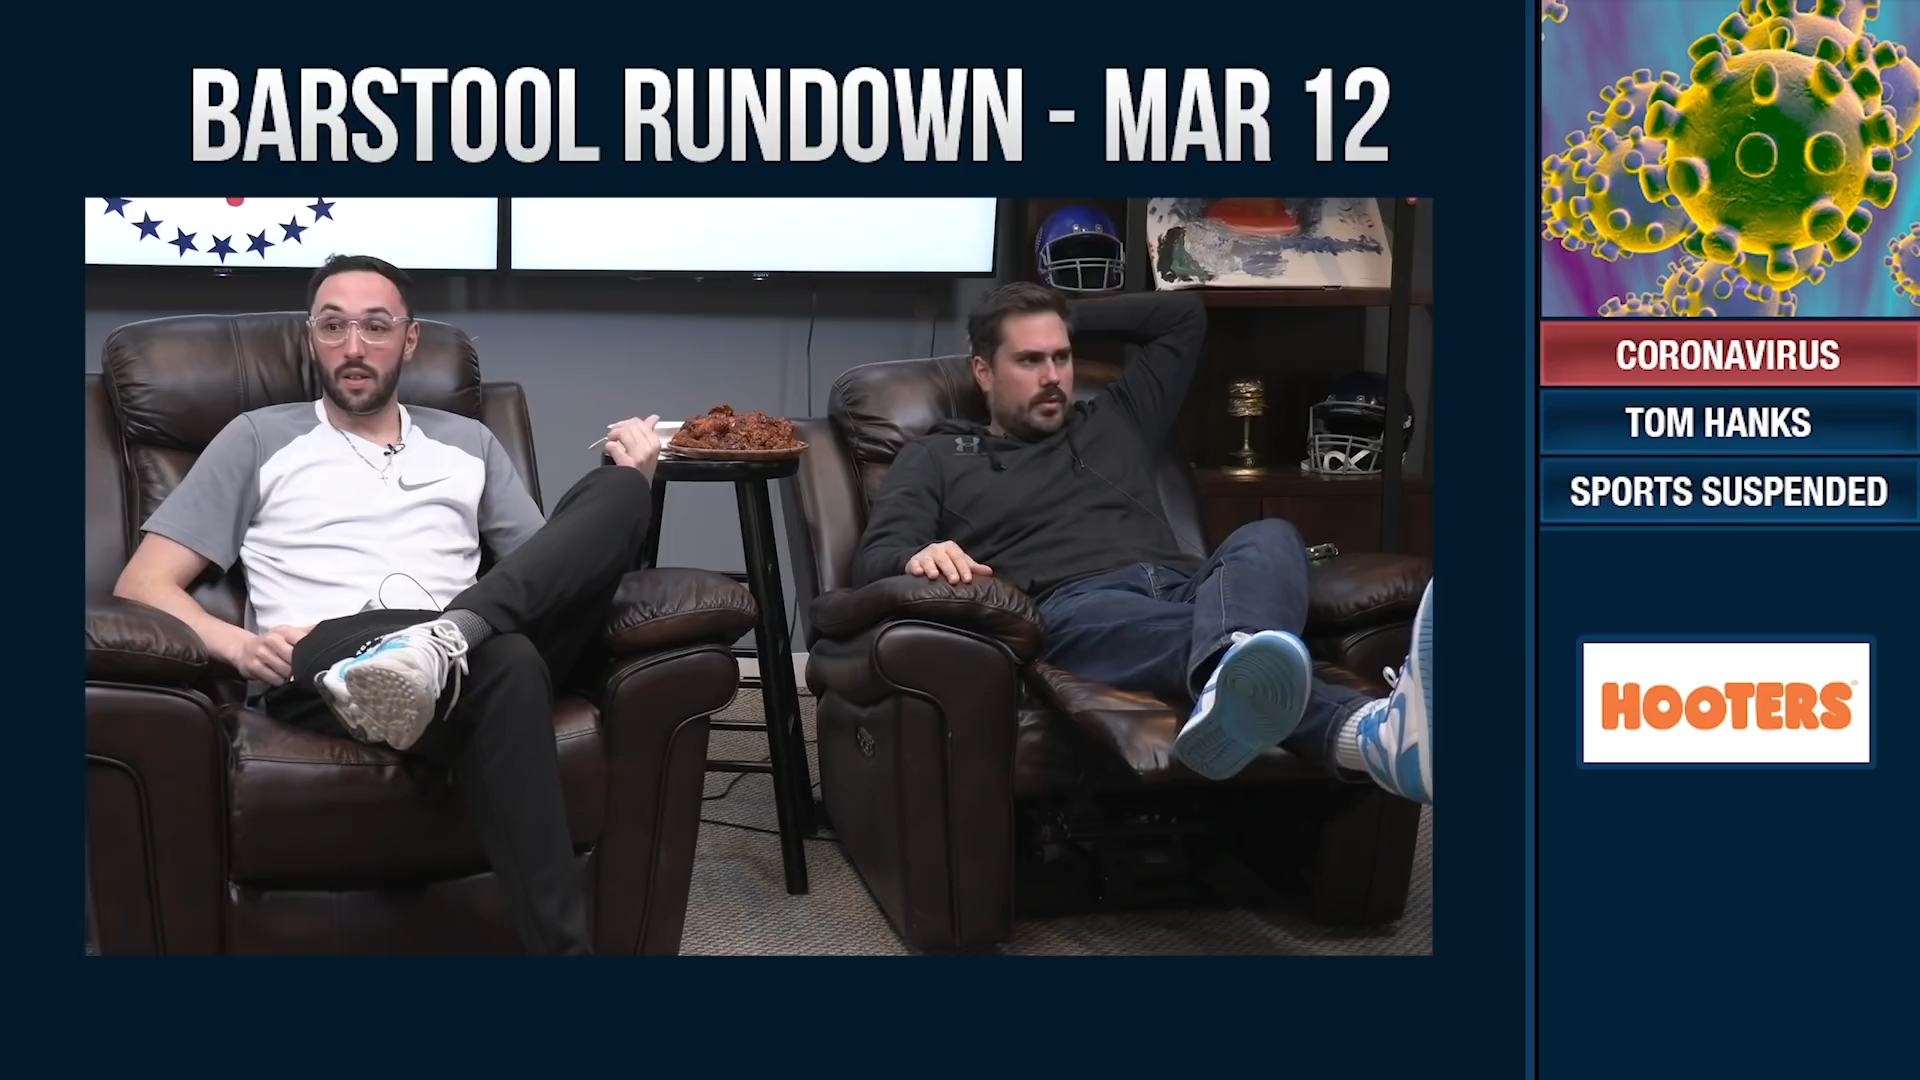 BARSTOOL RUNDOWN - MAR 12
CORONAVIRUS
TOM HANKS
SPORTS SUSPENDED
HOOTERS